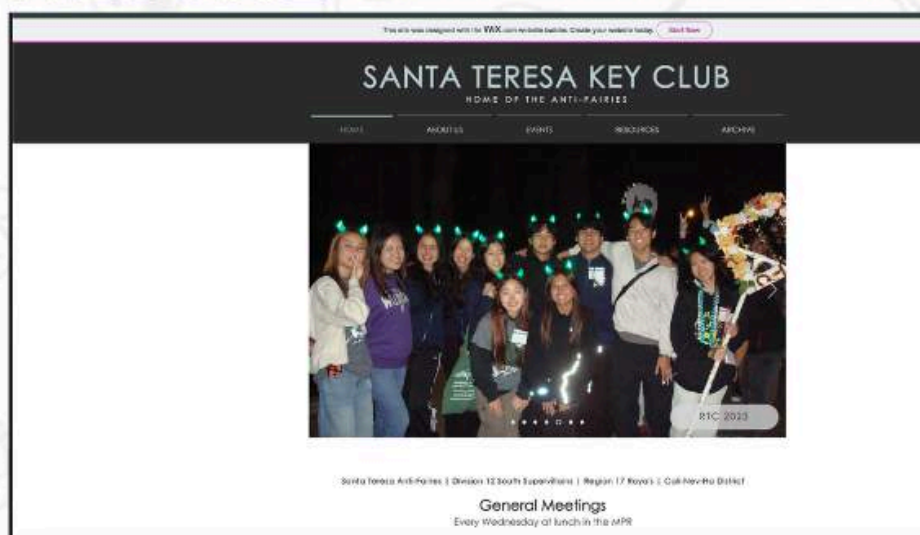 This site was designed with the WiX.com website builder. Create your website today. Start Now
SANTA TERESA KEY CLUB
HOME OF THE ANTI-FAIRIES
HOME ABOUT US EVENTS RESOURCES ARCHIVE
RTC 2023
Santa Teresa Anti-Fairies | Division 12 South Supervillains | Region 17 Royals | Cali-Nev-Ha District
General Meetings
Every Wednesday at lunch in the MPR